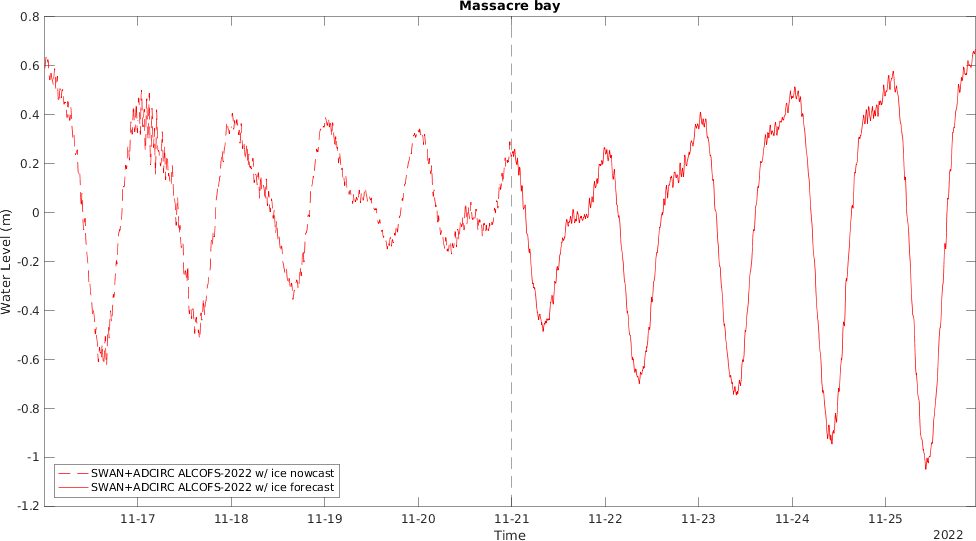 Massacre bay
0.8
0.6
0.4
0.2
0
-0.2
-0.4
-0.6
-0.8
-1
-1.2
Water Level (m)
SWAN+ADCIRC ALCOFS-2022 w/ ice nowcast
SWAN+ADCIRC ALCOFS-2022 w/ ice forecast
11-17 11-18 11-19 11-20 11-21 11-22 11-23 11-24 11-25
Time
2022